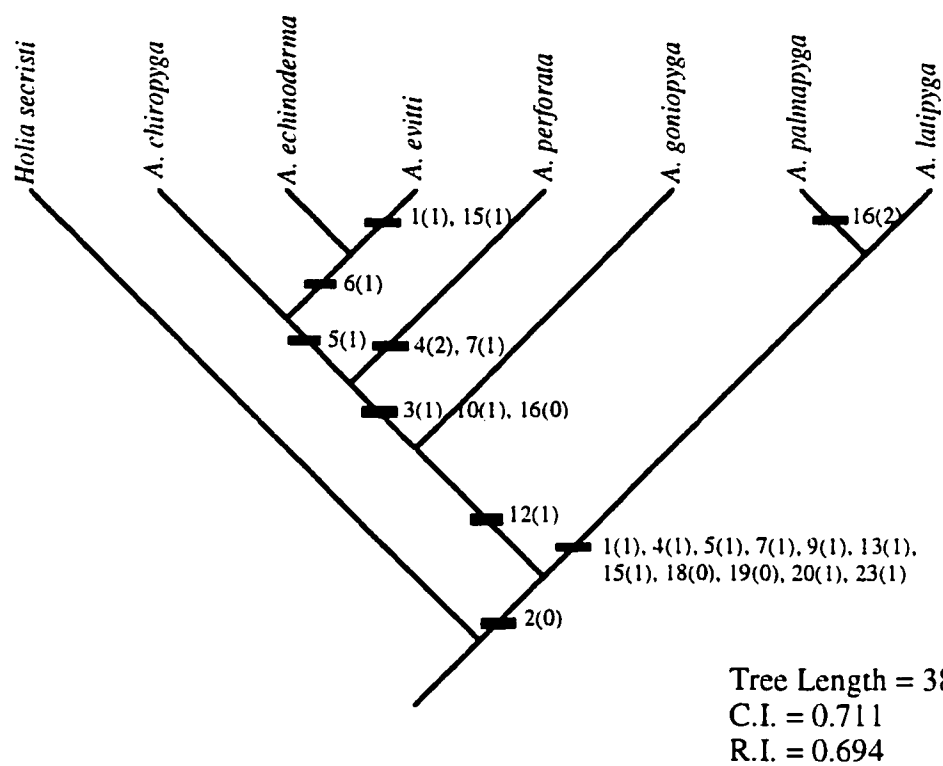 Holia secristi
A. chiropyga
A. echinoderma
A. evitti
A. perforata
A. goniopyga
A. palmapyga
A. latipyga
1(1), 15(1)
16(2)
6(1)
5(1)
4(2), 7(1)
3(1), 10(1), 16(0)
12(1)
1(1), 4(1), 5(1), 7(1), 9(1), 13(1),
15(1), 18(0), 19(0), 20(1), 23(1)
2(0)
Tree Length = 38
C.I. = 0.711
R.I. = 0.694